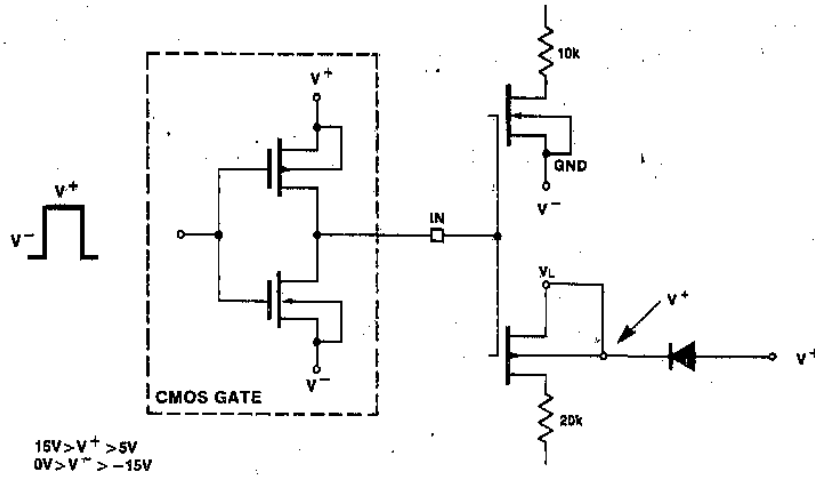 10k
V+
GND
V+
V-
IN
V-
VL
V+
V+
V-
CMOS GATE
20k
15V>V+>5V
0V>V->-15V